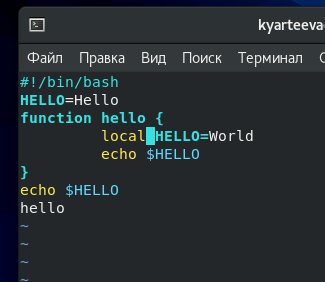 kyarteeva
Файл Правка Вид Поиск Терминал
#!/bin/bash
HELLO=Hello
function hello {
        local HELLO=World
        echo $HELLO
}
echo $HELLO
hello
~
~
~
~